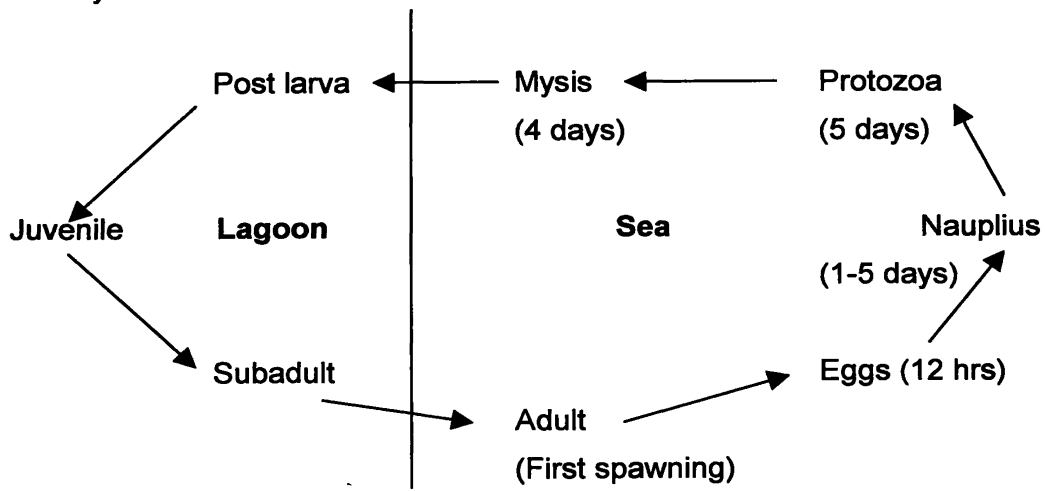 Post larva Mysis Protozoa
(4 days) (5 days)
Juvenile Lagoon Sea Nauplius
(1-5 days)
Subadult Eggs (12 hrs)
Adult
(First spawning)